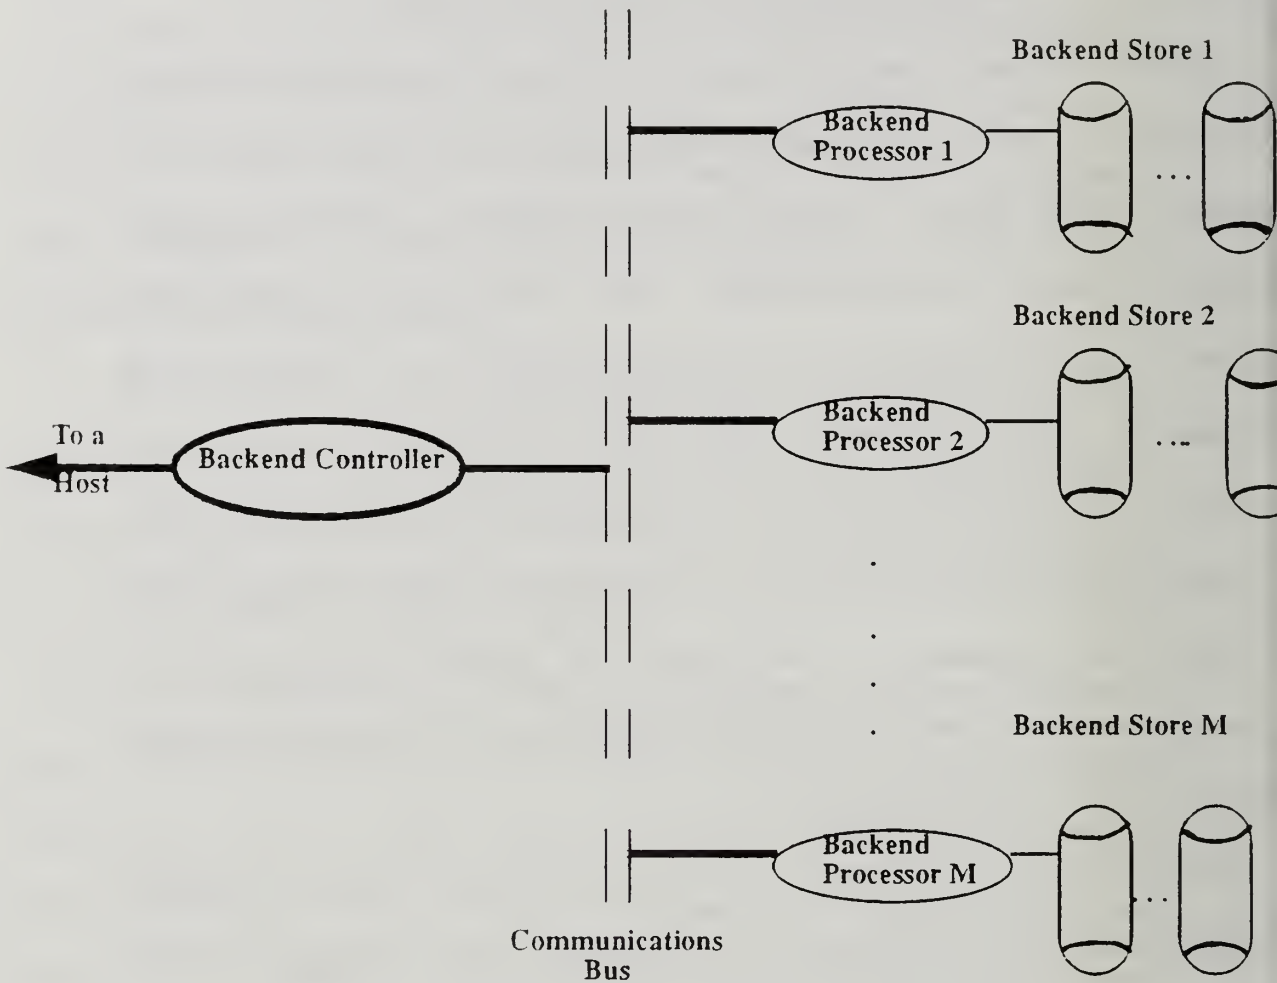 Backend Store 1
Backend
Processor 1
...
Backend Store 2
Backend
Processor 2
...
To a
Host
Backend Controller
Backend Store M
Backend
Processor M
...
Communications
Bus